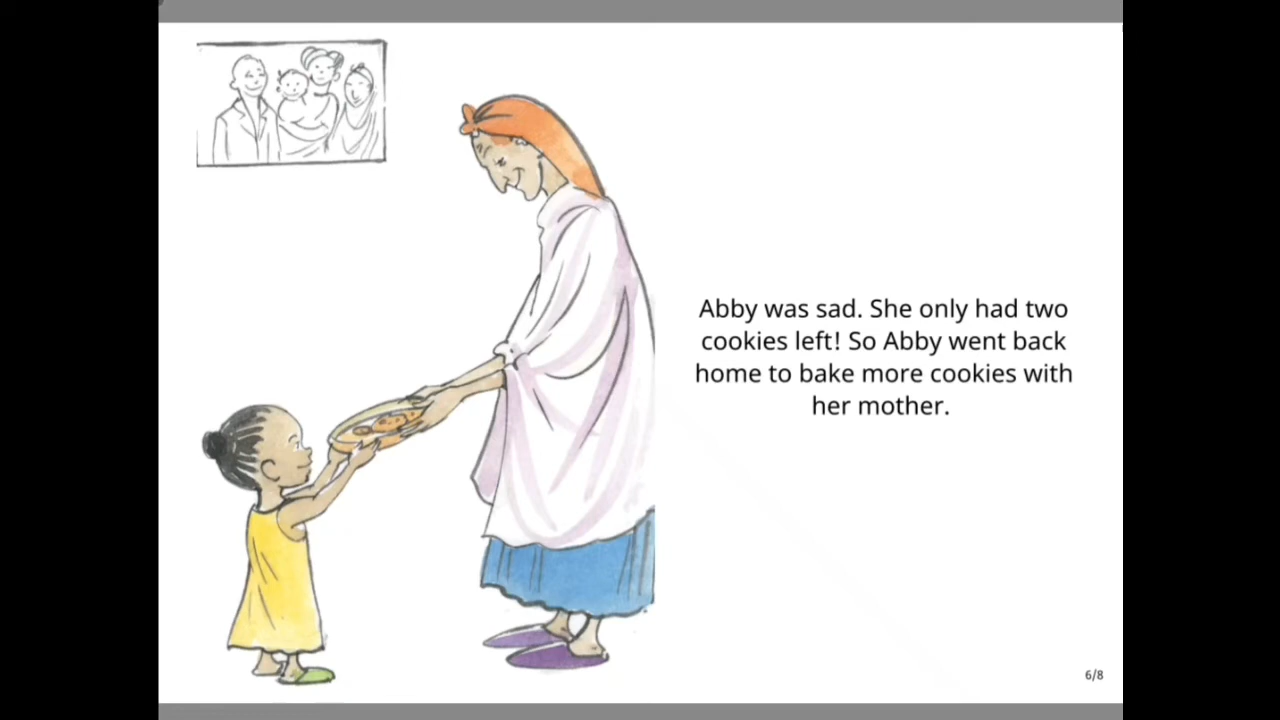 Abby was sad. She only had two
cookies left! So Abby went back
home to bake more cookies with
her mother.
6/8